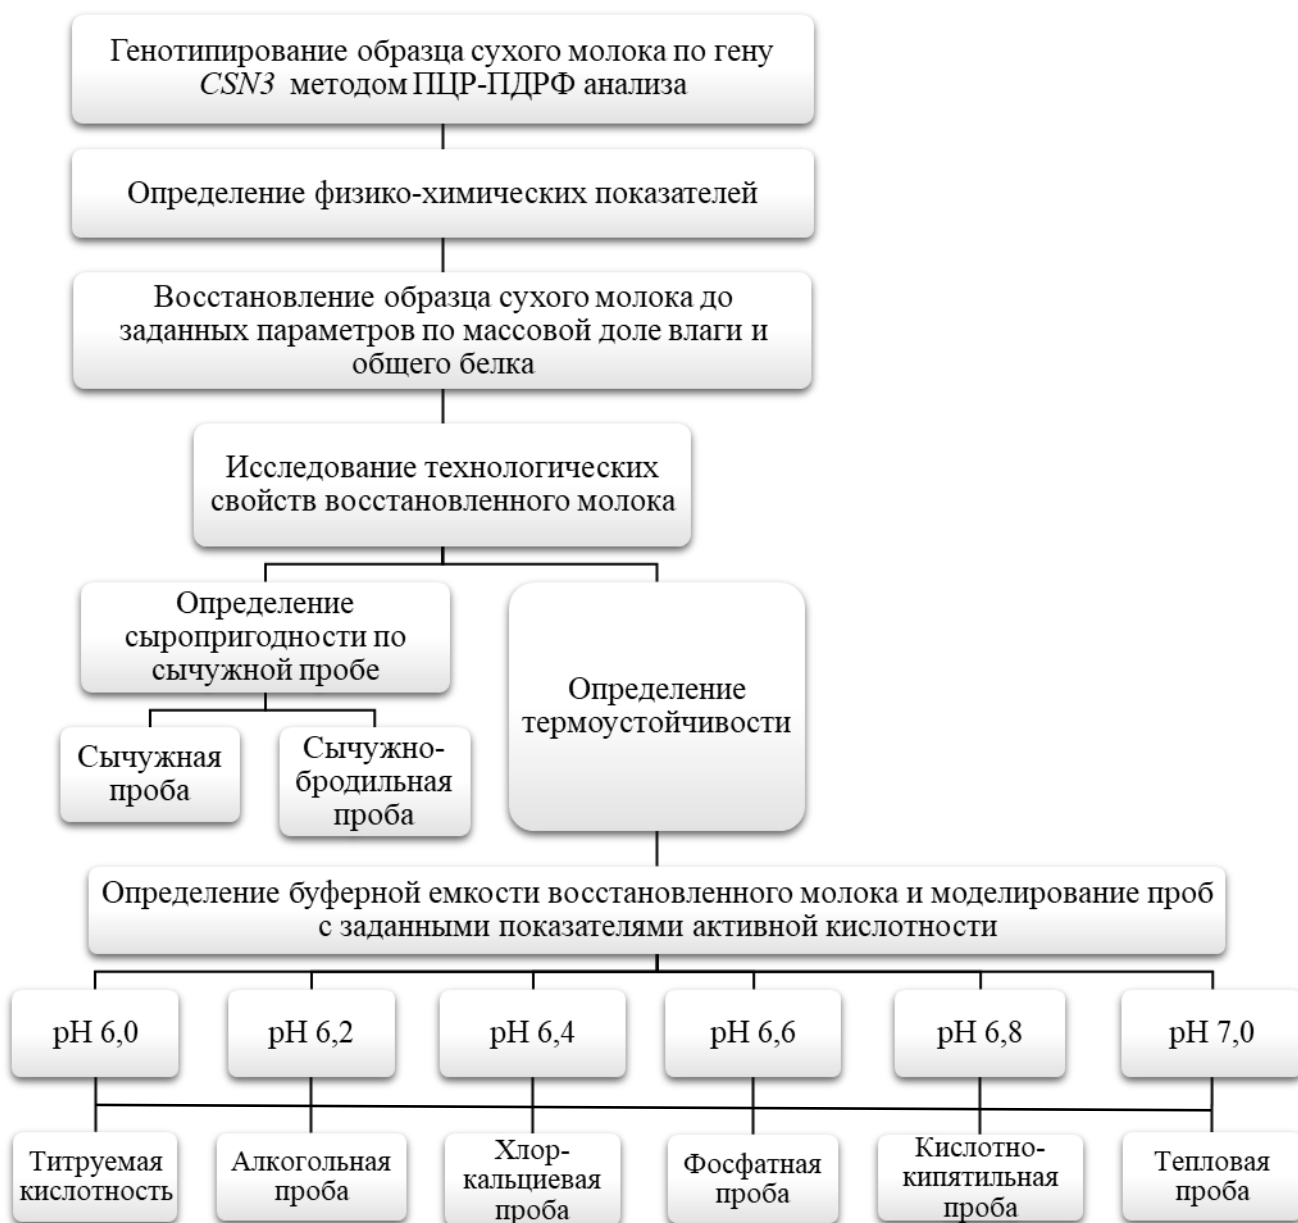 Генотипирование образца сухого молока по гену
CSN3 методом ПЦР-ПДРФ анализа
Определение физико-химических показателей
Восстановление образца сухого молока до
заданных параметров по массовой доле влаги и
общего белка
Исследование технологических
свойств восстановленного молока
Определение
сыропригодности по
сычужной пробе
Определение
термоустойчивости
Сычужная
проба
Сычужно-
бродильная
проба
Определение буферной емкости восстановленного молока и моделирование проб
с заданными показателями активной кислотности
pH 6,0
pH 6,2
pH 6,4
pH 6,6
pH 6,8
pH 7,0
Титруемая
кислотность
Алкогольная
проба
Хлор-
кальциевая
проба
Фосфатная
проба
Кислотно-
кипятильная
проба
Тепловая
проба